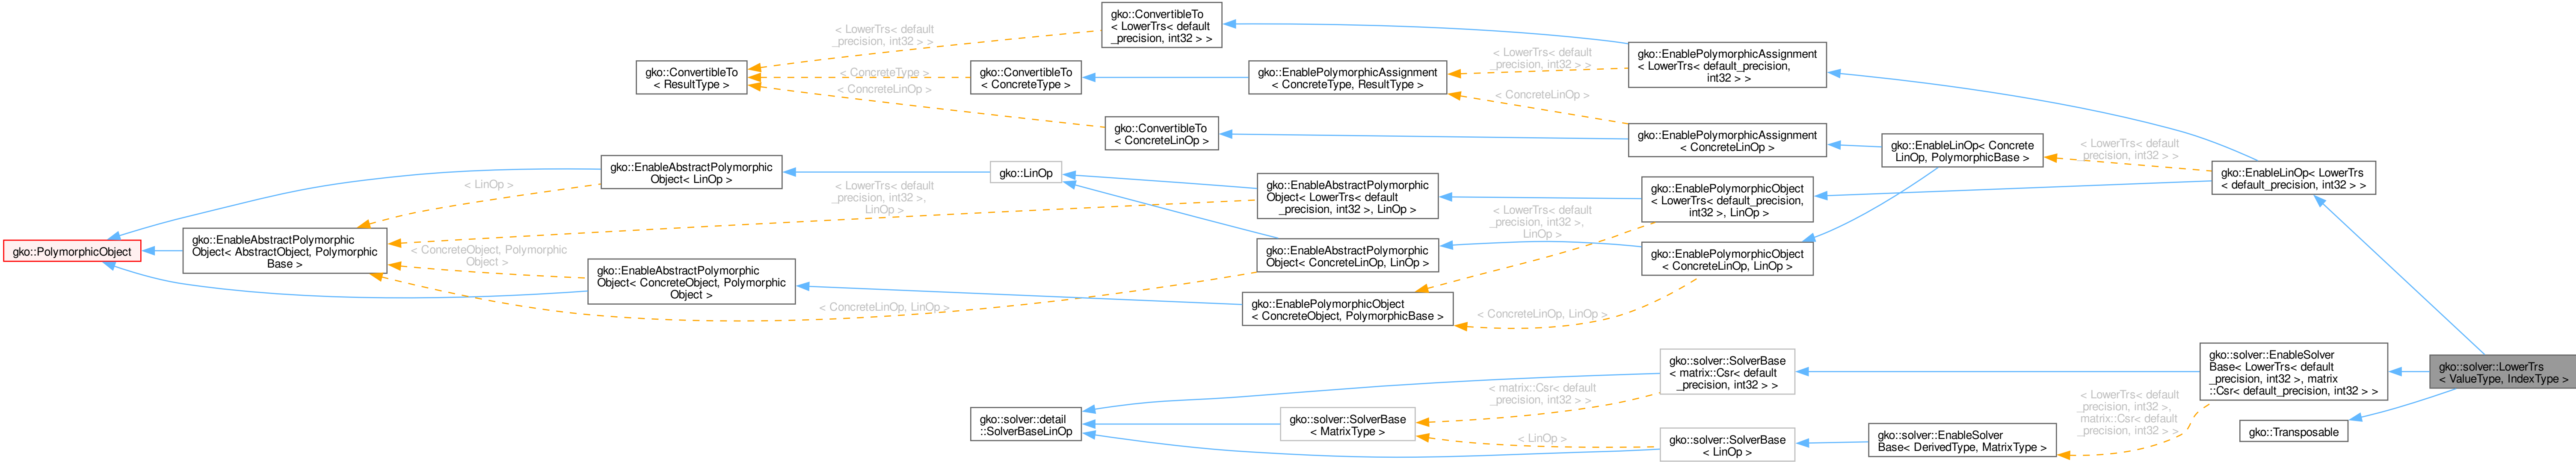 gko::ConvertibleTo
< LowerTrs< default
_precision, int32 > >
< LowerTrs< default
_precision, int32 > >
gko::ConvertibleTo
< ResultType >
< ConcreteType >
gko::ConvertibleTo
< ConcreteType >
gko::EnablePolymorphicAssignment
< ConcreteType, ResultType >
< LowerTrs< default
_precision, int32 > >
gko::EnablePolymorphicAssignment
< LowerTrs< default_precision,
int32 > >
< ConcreteLinOp >
< ConcreteLinOp >
gko::ConvertibleTo
< ConcreteLinOp >
gko::EnablePolymorphicAssignment
< ConcreteLinOp >
gko::EnableLinOp< Concrete
LinOp, PolymorphicBase >
< LowerTrs< default
_precision, int32 > >
gko::EnableLinOp< LowerTrs
< default_precision, int32 > >
gko::EnableAbstractPolymorphic
Object< LinOp >
gko::LinOp
< LinOp >
< LowerTrs< default
_precision, int32 >,
LinOp >
gko::EnableAbstractPolymorphic
Object< LowerTrs< default
_precision, int32 >, LinOp >
gko::EnablePolymorphicObject
< LowerTrs< default_precision,
int32 >, LinOp >
< LowerTrs< default
_precision, int32 >,
LinOp >
gko::PolymorphicObject
gko::EnableAbstractPolymorphic
Object< AbstractObject, Polymorphic
Base >
< ConcreteObject, Polymorphic
Object >
gko::EnableAbstractPolymorphic
Object< ConcreteLinOp, LinOp >
gko::EnablePolymorphicObject
< ConcreteLinOp, LinOp >
gko::EnableAbstractPolymorphic
Object< ConcreteObject, Polymorphic
Object >
< ConcreteLinOp, LinOp >
gko::EnablePolymorphicObject
< ConcreteObject, PolymorphicBase >
< ConcreteLinOp, LinOp >
gko::solver::SolverBase
< matrix::Csr< default
_precision, int32 > >
gko::solver::EnableSolver
Base< LowerTrs< default
_precision, int32 >, matrix
::Csr< default_precision, int32 > >
gko::solver::LowerTrs
< ValueType, IndexType >
< matrix::Csr< default
_precision, int32 > >
< LowerTrs< default
_precision, int32 >,
matrix::Csr< default
_precision, int32 > >
gko::solver::detail
::SolverBaseLinOp
gko::solver::SolverBase
< MatrixType >
< LinOp >
gko::solver::SolverBase
< LinOp >
gko::solver::EnableSolver
Base< DerivedType, MatrixType >
gko::Transposable